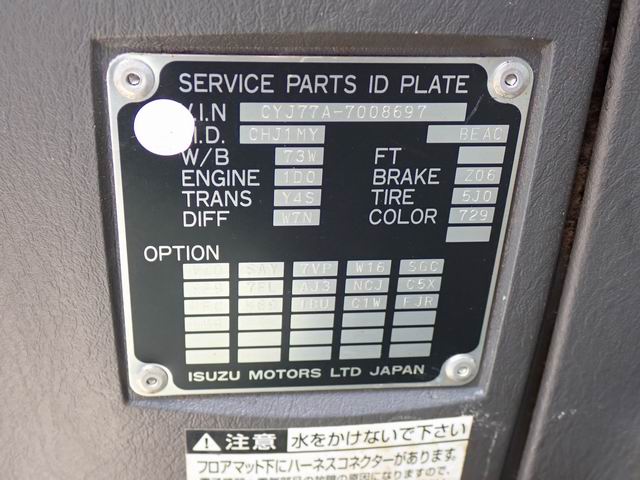 SERVICE PARTS ID PLATE
V.I.N CYJ77A-7008697
M.I.D. CHJ1MY BEAC
W/B 73W FT
ENGINE 1D0 BRAKE Z06
TRANS Y4S TIRE 5J0
DIFF W7N COLOR 729
OPTION
SAY 7VP W16 SGC
7EL AJ3 NCJ C5X
C1W FJR
ISUZU MOTORS LTD JAPAN
注意 水をかけないで下さい
フロアマット下にハーネスコネクターがあります。